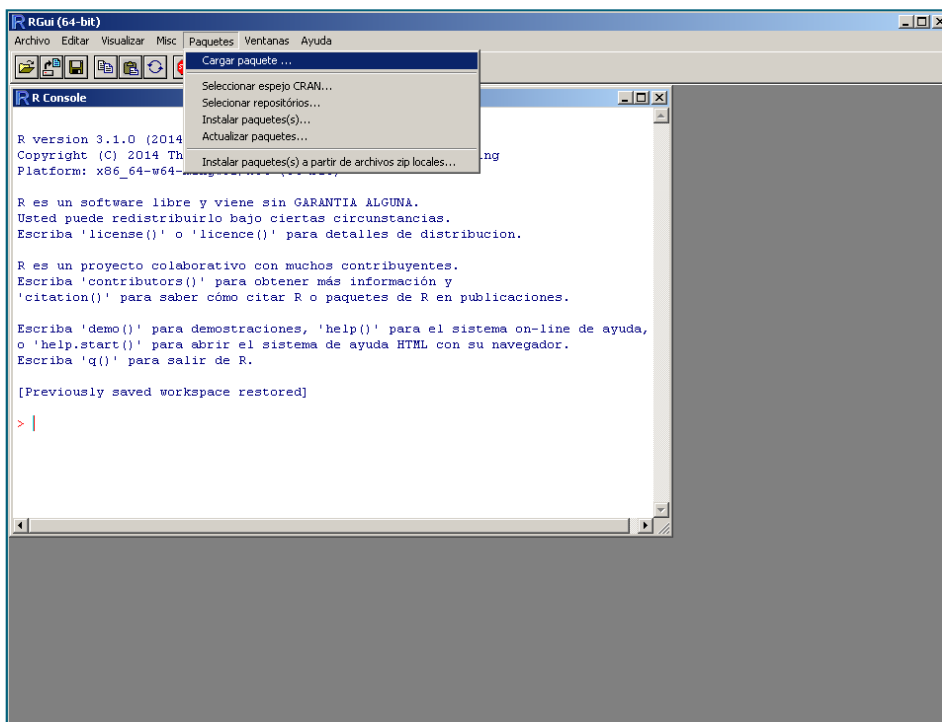 RGui (64-bit)
Archivo Editar Visualizar Misc Paquetes Ventanas Ayuda
Cargar paquete ...
Seleccionar espejo CRAN...
Selecionar repositórios...
Instalar paquetes(s)...
Actualizar paquetes...
Instalar paquetes(s) a partir de archivos zip locales...
R Console
R version 3.1.0 (2014
Copyright (C) 2014 Th ng
Platform: x86_64-w64-
R es un software libre y viene sin GARANTIA ALGUNA.
Usted puede redistribuirlo bajo ciertas circunstancias.
Escriba 'license()' o 'licence()' para detalles de distribucion.
R es un proyecto colaborativo con muchos contribuyentes.
Escriba 'contributors()' para obtener más información y
'citation()' para saber cómo citar R o paquetes de R en publicaciones.
Escriba 'demo()' para demostraciones, 'help()' para el sistema on-line de ayuda,
o 'help.start()' para abrir el sistema de ayuda HTML con su navegador.
Escriba 'q()' para salir de R.
[Previously saved workspace restored]
>